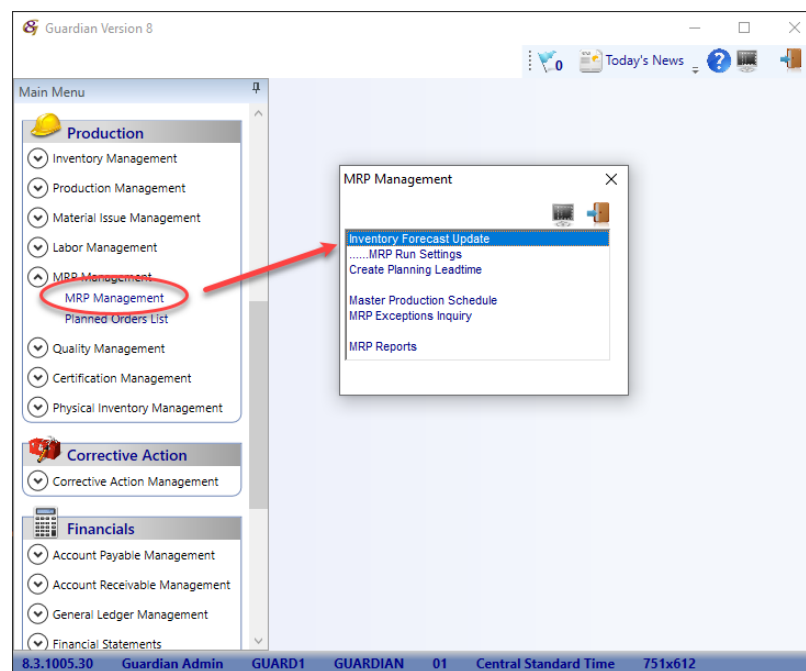 Guardian Version 8
0 Today's News
Main Menu
Production
Inventory Management
Production Management
Material Issue Management
Labor Management
MRP Management
MRP Management
Planned Orders List
Quality Management
Certification Management
Physical Inventory Management
Corrective Action
Corrective Action Management
Financials
Account Payable Management
Account Receivable Management
General Ledger Management
Financial Statements
MRP Management
Inventory Forecast Update
......MRP Run Settings
Create Planning Leadtime
Master Production Schedule
MRP Exceptions Inquiry
MRP Reports
8.3.1005.30 Guardian Admin GUARD1 GUARDIAN 01 Central Standard Time 751x612